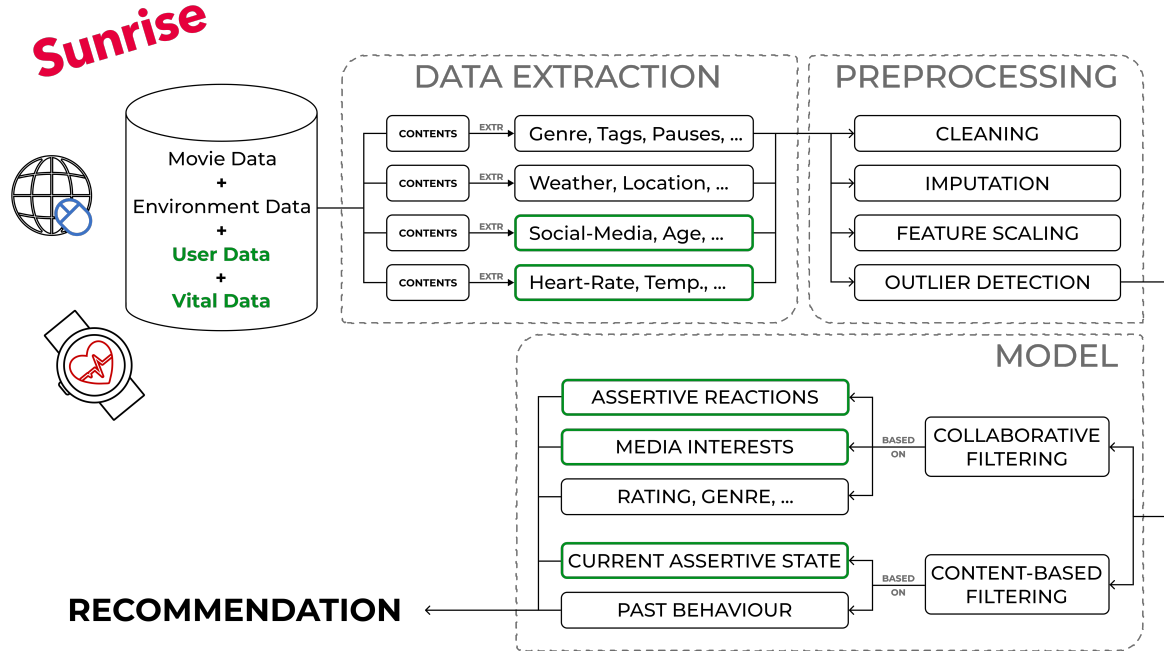 Sunrise
Movie Data
+
Environment Data
+
User Data
+
Vital Data
DATA EXTRACTION
CONTENTS
EXTR
Genre, Tags, Pauses, ...
CONTENTS
EXTR
Weather, Location, ...
CONTENTS
EXTR
Social-Media, Age, ...
CONTENTS
EXTR
Heart-Rate, Temp., ...
PREPROCESSING
CLEANING
IMPUTATION
FEATURE SCALING
OUTLIER DETECTION
MODEL
COLLABORATIVE
FILTERING
BASED
ON
ASSERTIVE REACTIONS
MEDIA INTERESTS
RATING, GENRE, ...
CONTENT-BASED
FILTERING
BASED
ON
CURRENT ASSERTIVE STATE
PAST BEHAVIOUR
RECOMMENDATION